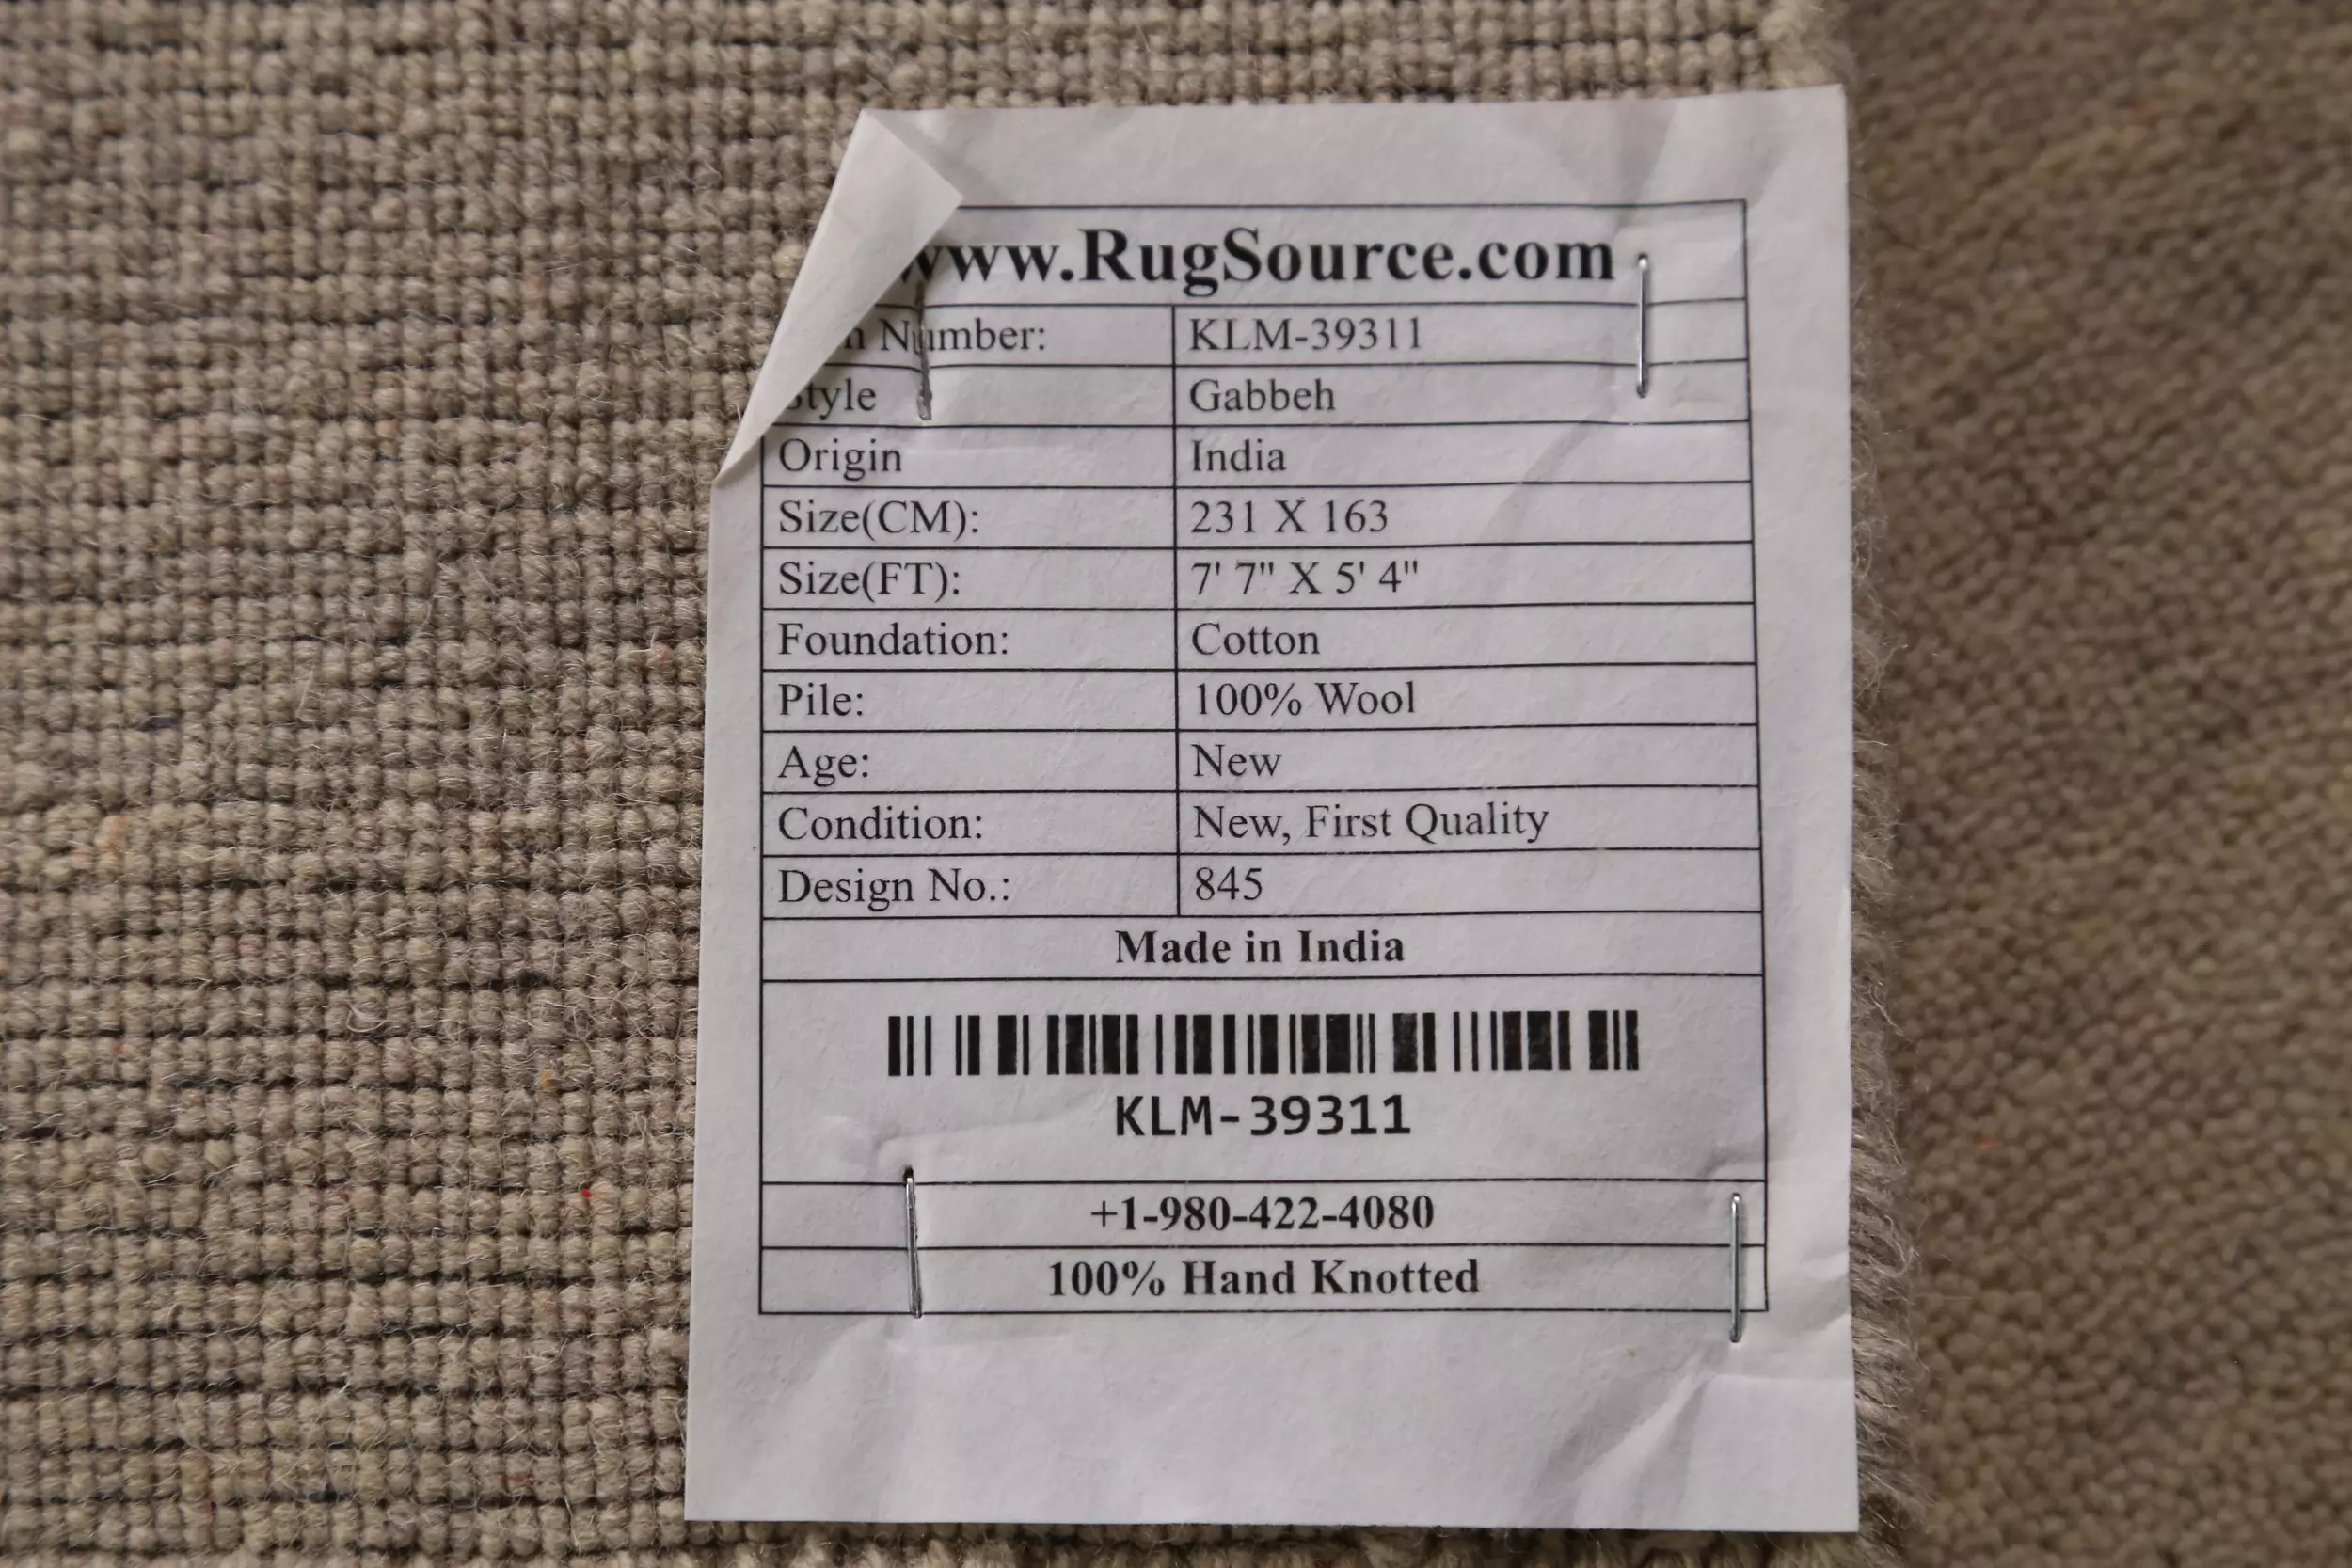 www.RugSource.com
Number: KLM-39311
Style Gabbeh
Origin India
Size(CM): 231 X 163
Size(FT): 7' 7" X 5' 4"
Foundation: Cotton
Pile: 100% Wool
Age: New
Condition: New, First Quality
Design No.: 845
Made in India
KLM-39311
+1-980-422-4080
100% Hand Knotted